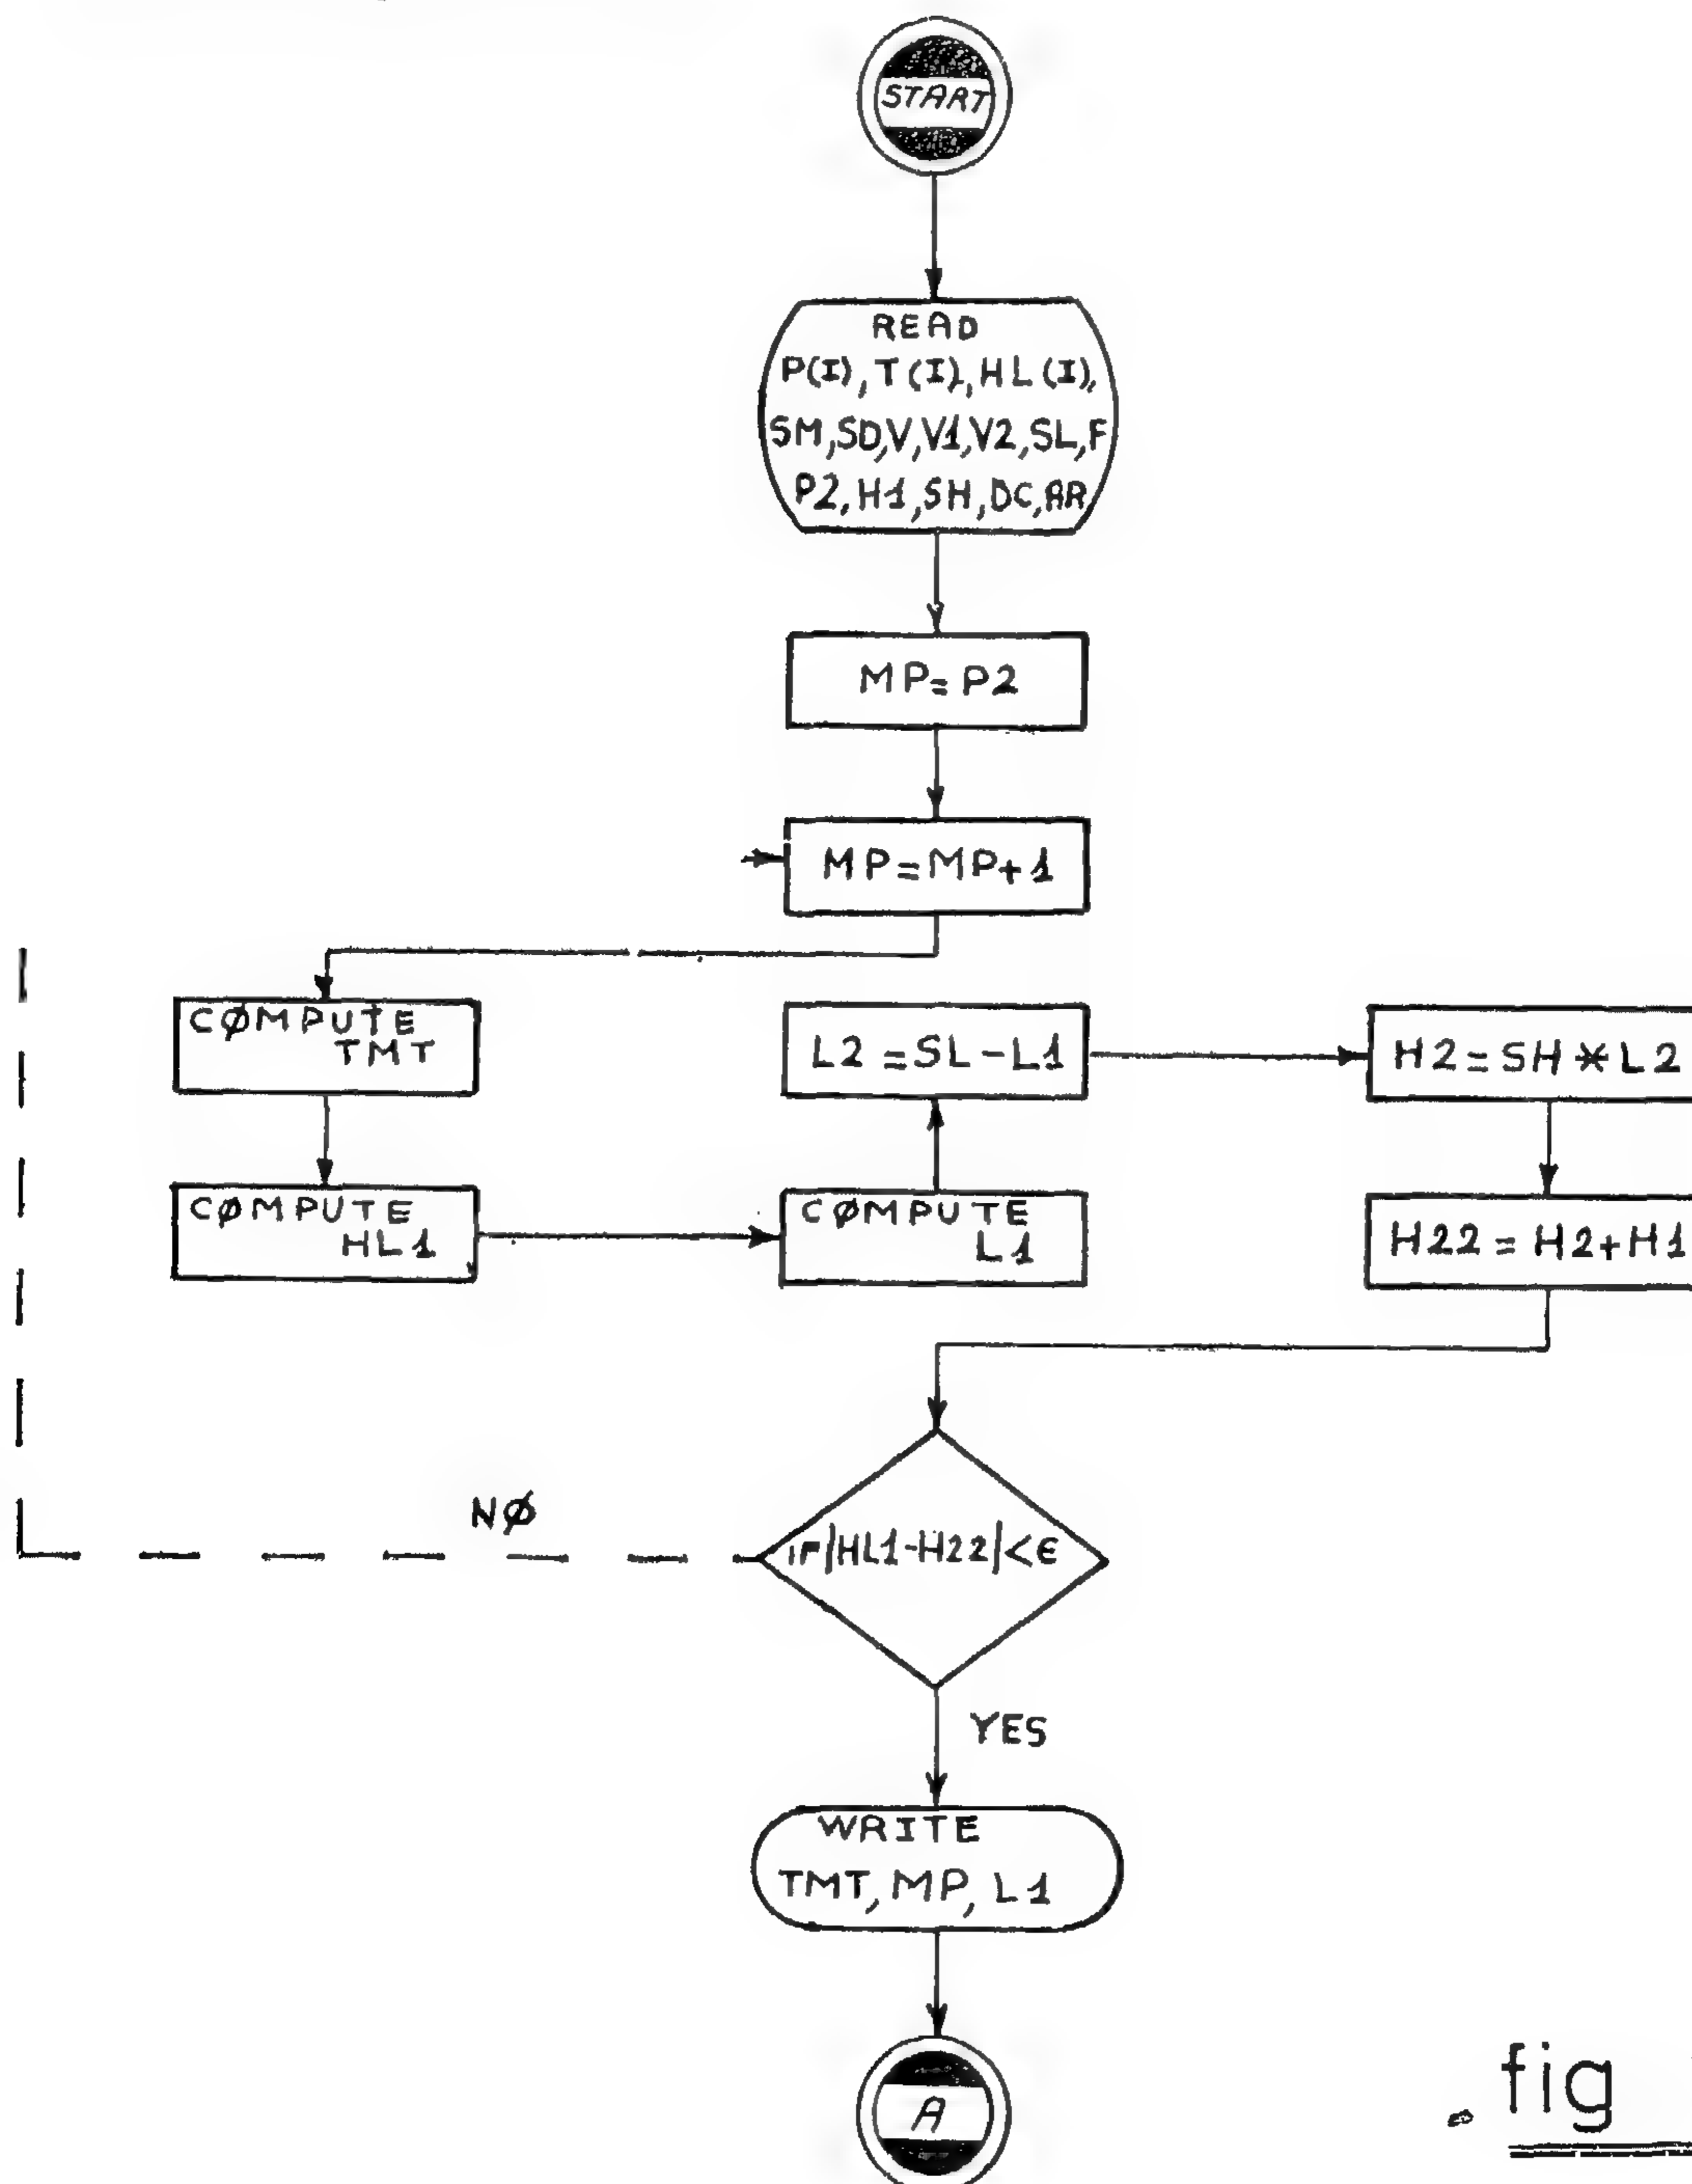 START
READ
P(I), T(I), HL(I),
SM,SD,V,V1,V2,SL,F
P2,H1,SH,DC,AR
MP=P2
MP=MP+1
CØMPUTE
TMT
CØMPUTE
HL1
CØMPUTE
L1
L2=SL-L1
H2=SH*L2
H22=H2+H1
IF/HL1-H22/<ϵ
NØ
YES
WRITE
TMT, MP, L1
A
fig